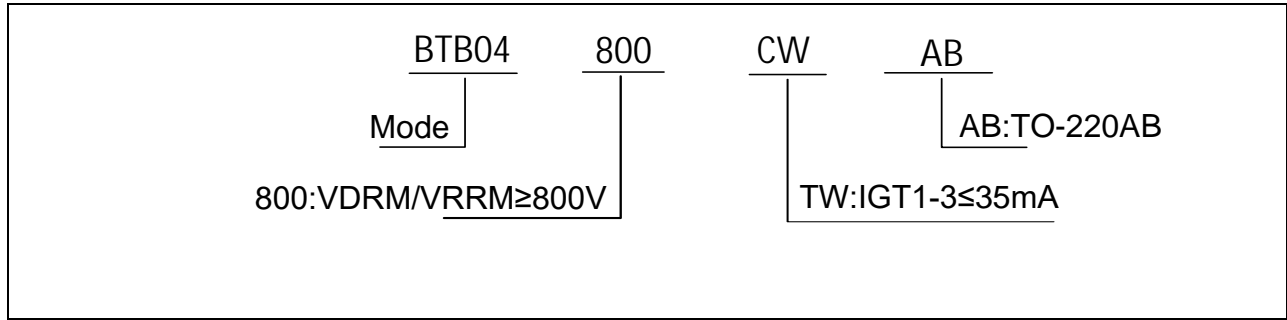 BTB04 800 CW AB
Mode AB:TO-220AB
800:VDRM/VRRM≥800V TW:IGT1-3≤35mA